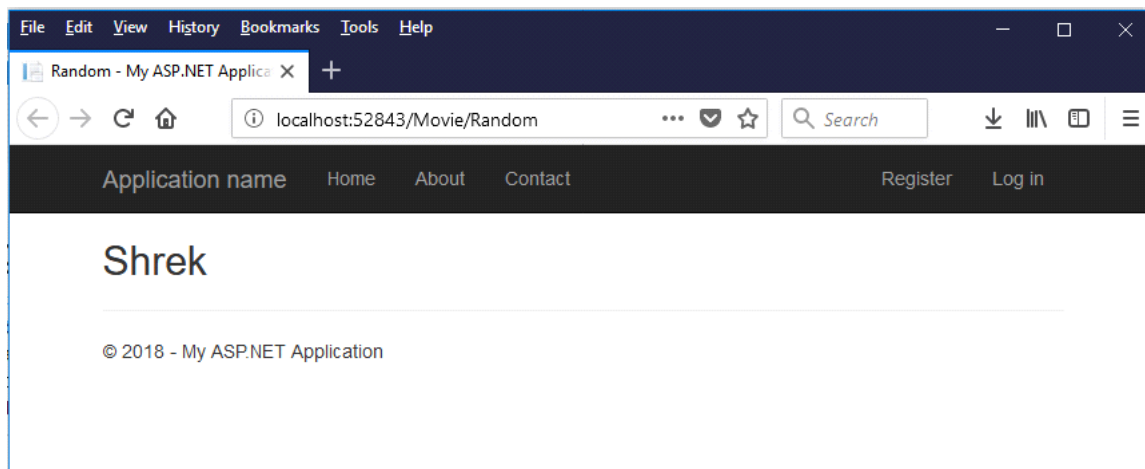 File Edit View History Bookmarks Tools Help
Random - My ASP.NET Applica
localhost:52843/Movie/Random Search
Application name Home About Contact Register Log in
Shrek
© 2018 - My ASP.NET Application